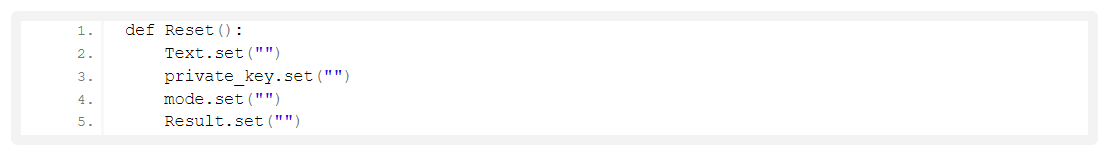 1. def Reset():
2.     Text.set("")
3.     private_key.set("")
4.     mode.set("")
5.     Result.set("")